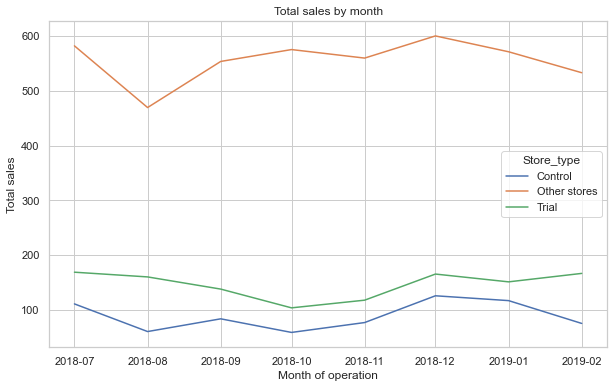 Total sales by month
Total sales
600
500
400
300
200
100
Store_type
Control
Other stores
Trial
2018-07 2018-08 2018-09 2018-10 2018-11 2018-12 2019-01 2019-02
Month of operation